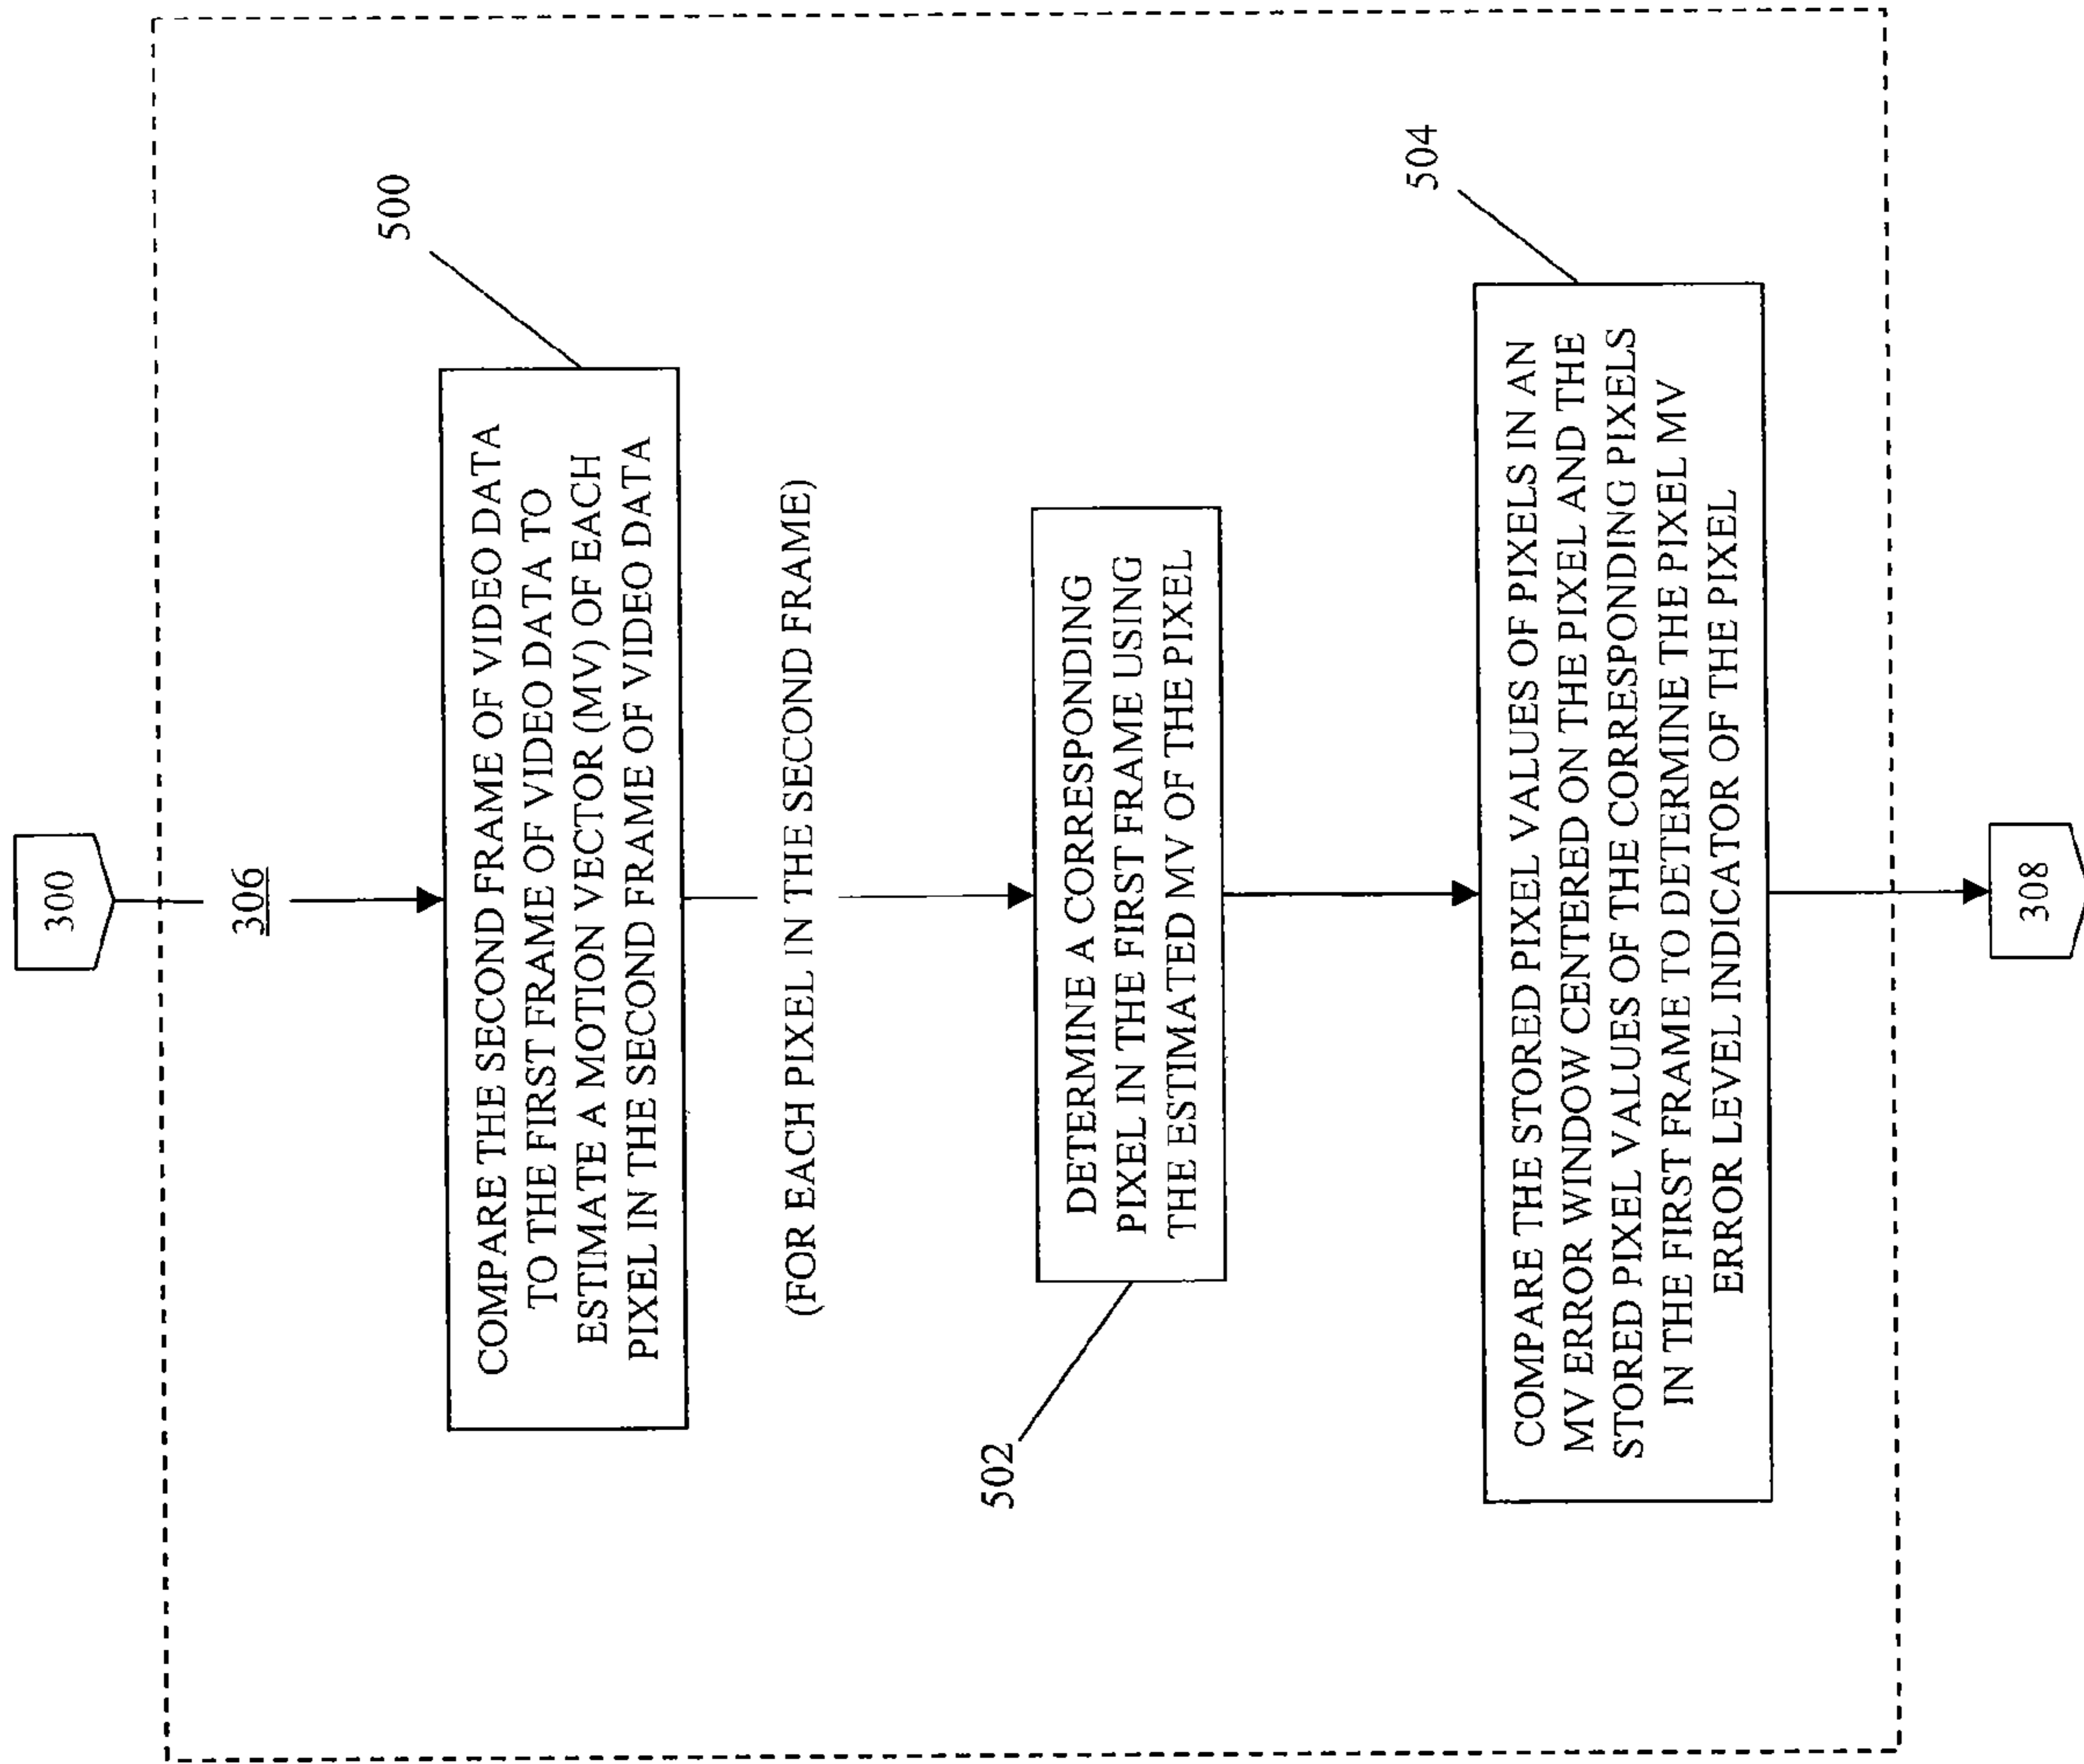 300
306
500
COMPARE THE SECOND FRAME OF VIDEO DATA
TO THE FIRST FRAME OF VIDEO DATA TO
ESTIMATE A MOTION VECTOR (MV) OF EACH
PIXEL IN THE SECOND FRAME OF VIDEO DATA
(FOR EACH PIXEL IN THE SECOND FRAME)
502
DETERMINE A CORRESPONDING
PIXEL IN THE FIRST FRAME USING
THE ESTIMATED MV OF THE PIXEL
504
COMPARE THE STORED PIXEL VALUES OF PIXELS IN AN
MV ERROR WINDOW CENTERED ON THE PIXEL AND THE
STORED PIXEL VALUES OF THE CORRESPONDING PIXELS
IN THE FIRST FRAME TO DETERMINE THE PIXEL MV
ERROR LEVEL INDICATOR OF THE PIXEL
308